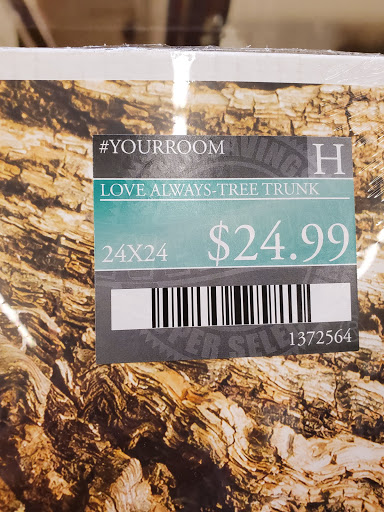 #YOURROOM H
LOVE ALWAYS-TREE TRUNK
24X24 $24.99
1372564